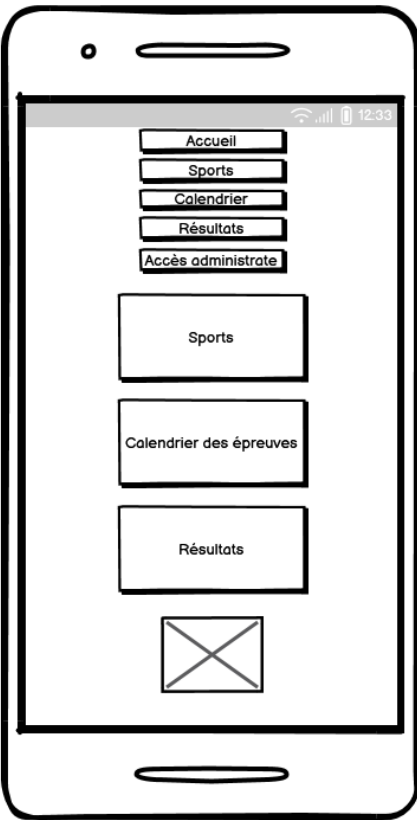 12:33
Accueil
Sports
Calendrier
Résultats
Accès administrate
Sports
Calendrier des épreuves
Résultats